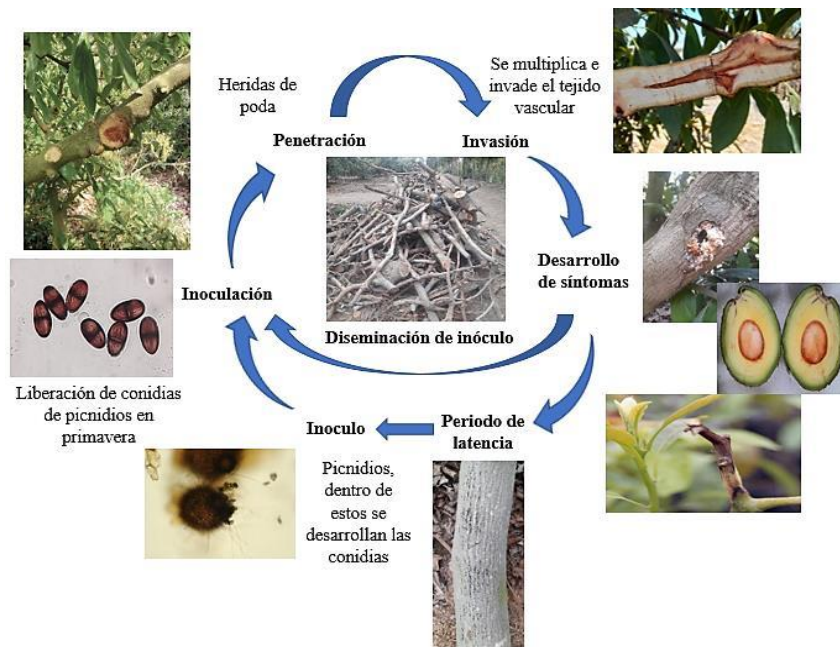 Heridas de
poda
Penetración
Se multiplica e
invade el tejido
vascular
Invasión
Desarrollo
de síntomas
Diseminación de inóculo
Inoculación
Liberación de conidias
de picnidios en
primavera
Inoculo
Periodo de
latencia
Picnidios,
dentro de
estos se
desarrollan las
conidias